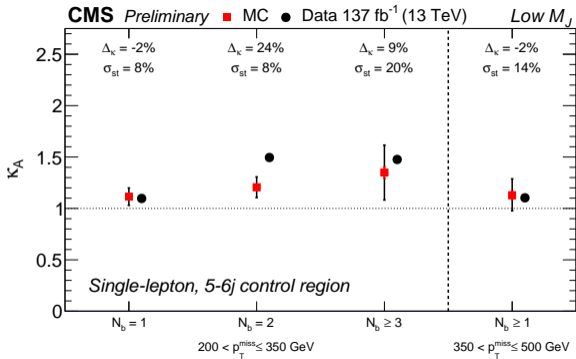 CMS Preliminary MC Data 137 fb⁻¹ (13 TeV) Low M_J
Δ_κ = -2% Δ_κ = 24% Δ_κ = 9% Δ_κ = -2%
σ_st = 8% σ_st = 8% σ_st = 20% σ_st = 14%
2.5
2
1.5
1
0.5
0
κ_A
Single-lepton, 5-6j control region
N_b = 1 N_b = 2 N_b ≥ 3 N_b ≥ 1
200 < p_T^miss ≤ 350 GeV 350 < p_T^miss ≤ 500 GeV